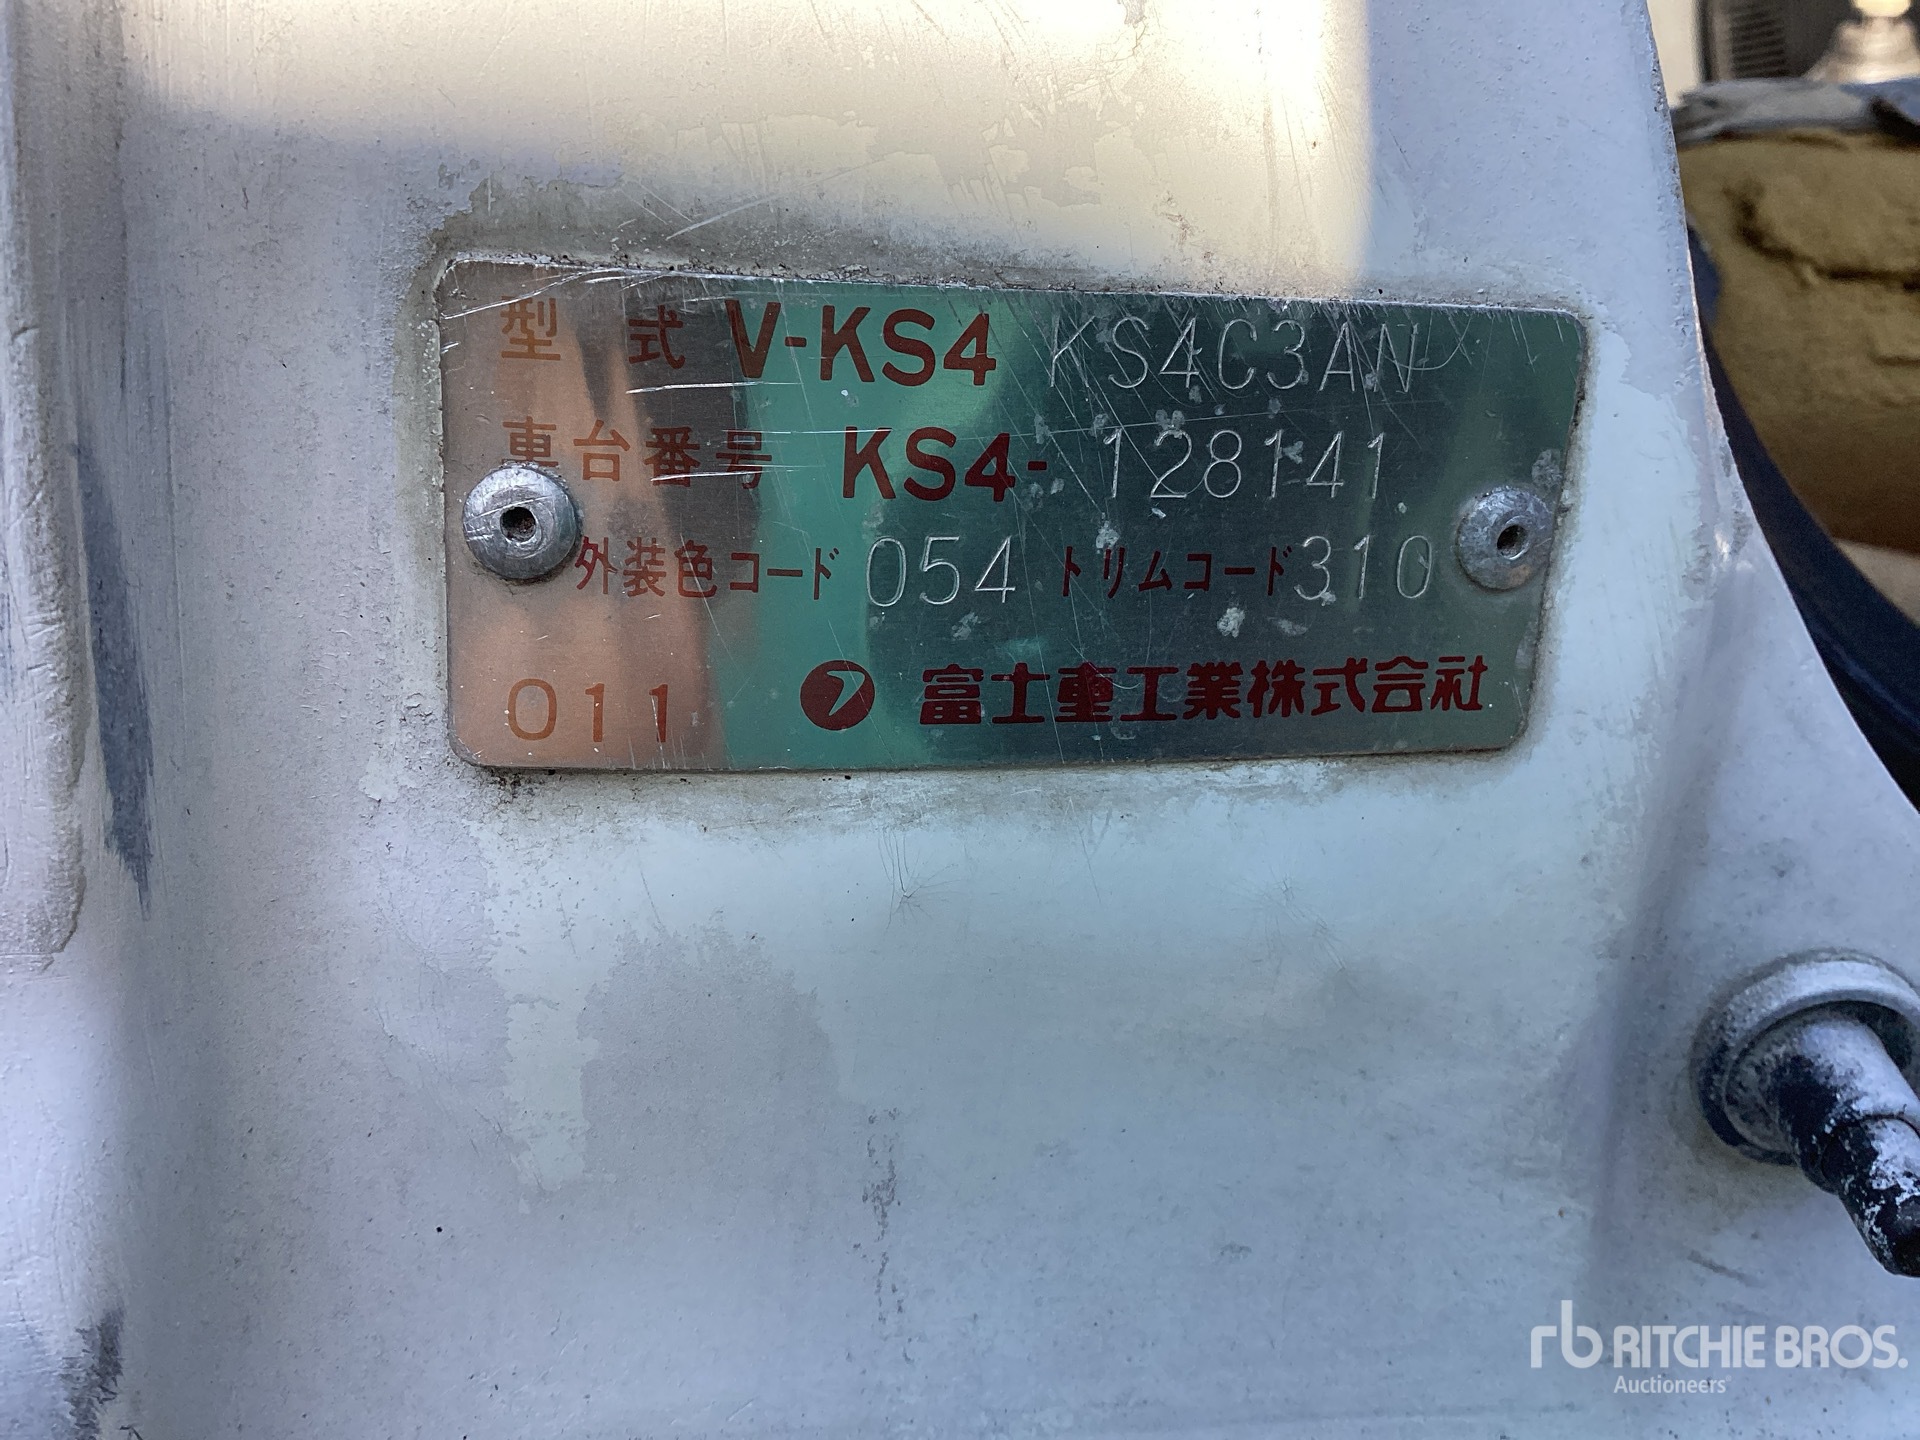 型 式 V-KS4 KS4C3AN
車台番号 KS4- 128141
外装色コード 054 トリムコード 310
011 富士重工業株式会社
rb RITCHIE BROS.
Auctioneers